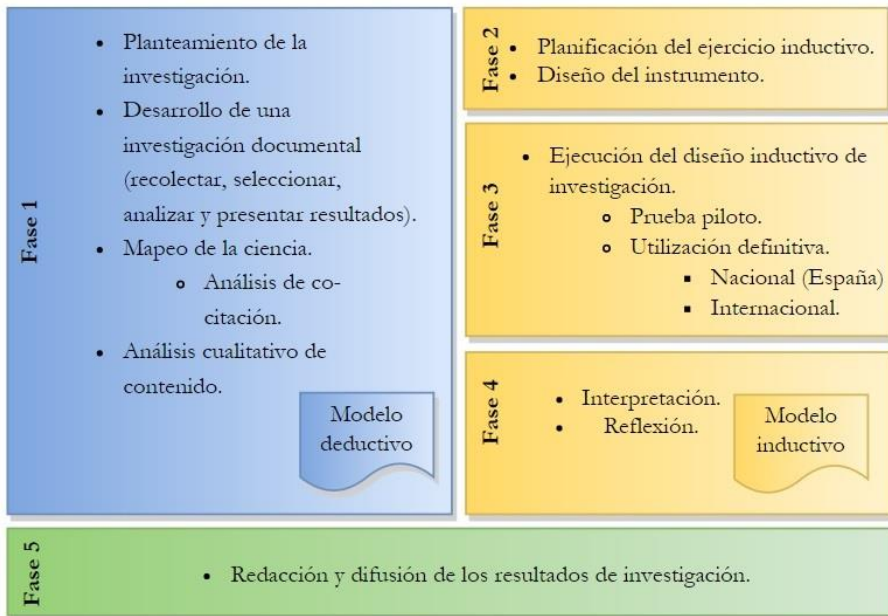 Fase 1
• Planteamiento de la
investigación.
• Desarrollo de una
investigación documental
(recolectar, seleccionar,
analizar y presentar resultados).
• Mapeo de la ciencia.
o Análisis de co-
citación.
• Análisis cualitativo de
contenido.
Modelo
deductivo
Fase 2
• Planificación del ejercicio inductivo.
• Diseño del instrumento.
Fase 3
• Ejecución del diseño inductivo de
investigación.
o Prueba piloto.
o Utilización definitiva.
▪ Nacional (España)
▪ Internacional.
Fase 4
• Interpretación.
• Reflexión.
Modelo
inductivo
Fase 5
• Redacción y difusión de los resultados de investigación.